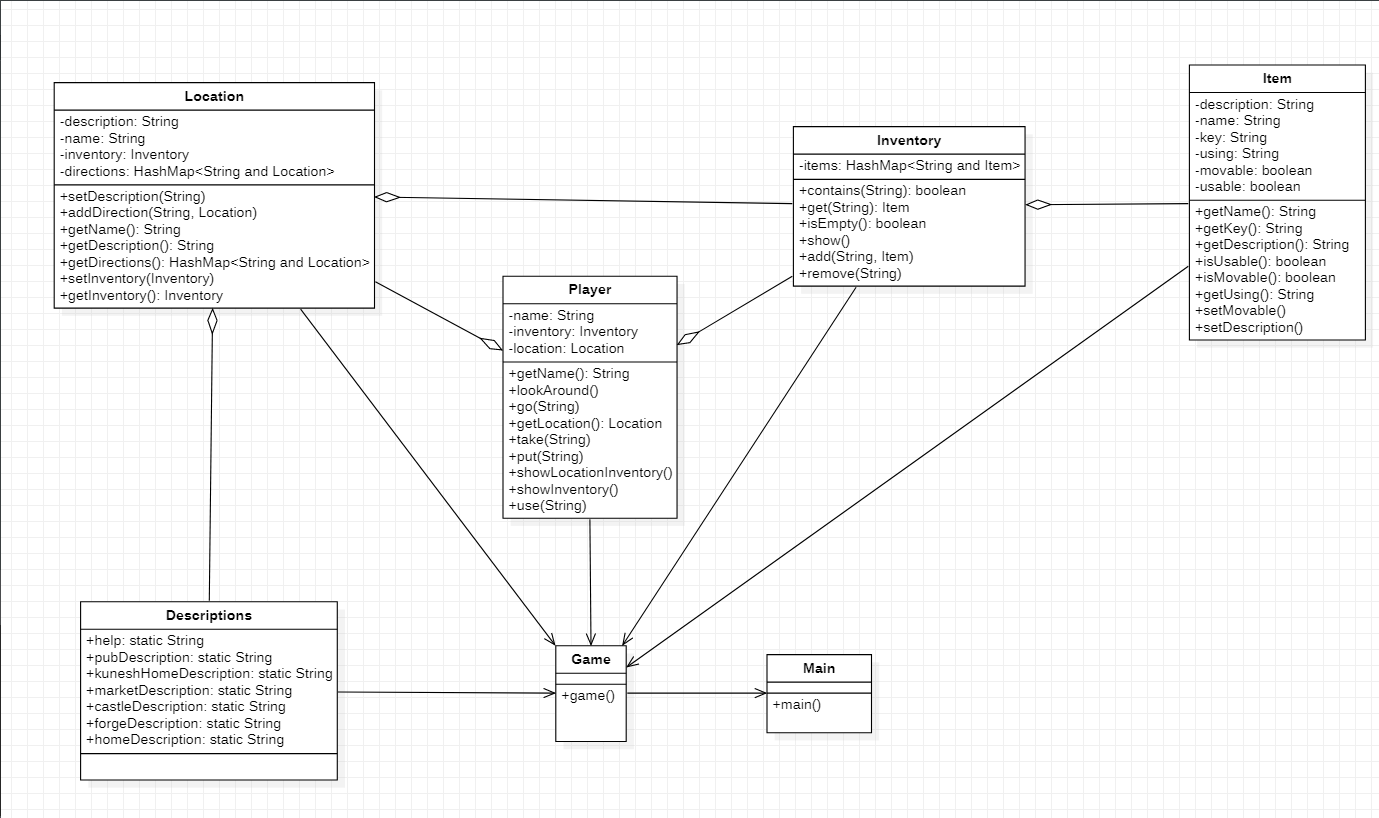 Location
-description: String
-name: String
-inventory: Inventory
-directions: HashMap<String and Location>
+setDescription(String)
+addDirection(String, Location)
+getName(): String
+getDescription(): String
+getDirections(): HashMap<String and Location>
+setInventory(Inventory)
+getInventory(): Inventory
Player
-name: String
-inventory: Inventory
-location: Location
+getName(): String
+lookAround()
+go(String)
+getLocation(): Location
+take(String)
+put(String)
+showLocationInventory()
+showInventory()
+use(String)
Inventory
-items: HashMap<String and Item>
+contains(String): boolean
+get(String): Item
+isEmpty(): boolean
+show()
+add(String, Item)
+remove(String)
Item
-description: String
-name: String
-key: String
-using: String
-movable: boolean
-usable: boolean
+getName(): String
+getKey(): String
+getDescription(): String
+isUsable(): boolean
+isMovable(): boolean
+getUsing(): String
+setMovable()
+setDescription()
Descriptions
+help: static String
+pubDescription: static String
+kuneshHomeDescription: static String
+marketDescription: static String
+castleDescription: static String
+forgeDescription: static String
+homeDescription: static String
Game
+game()
Main
+main()